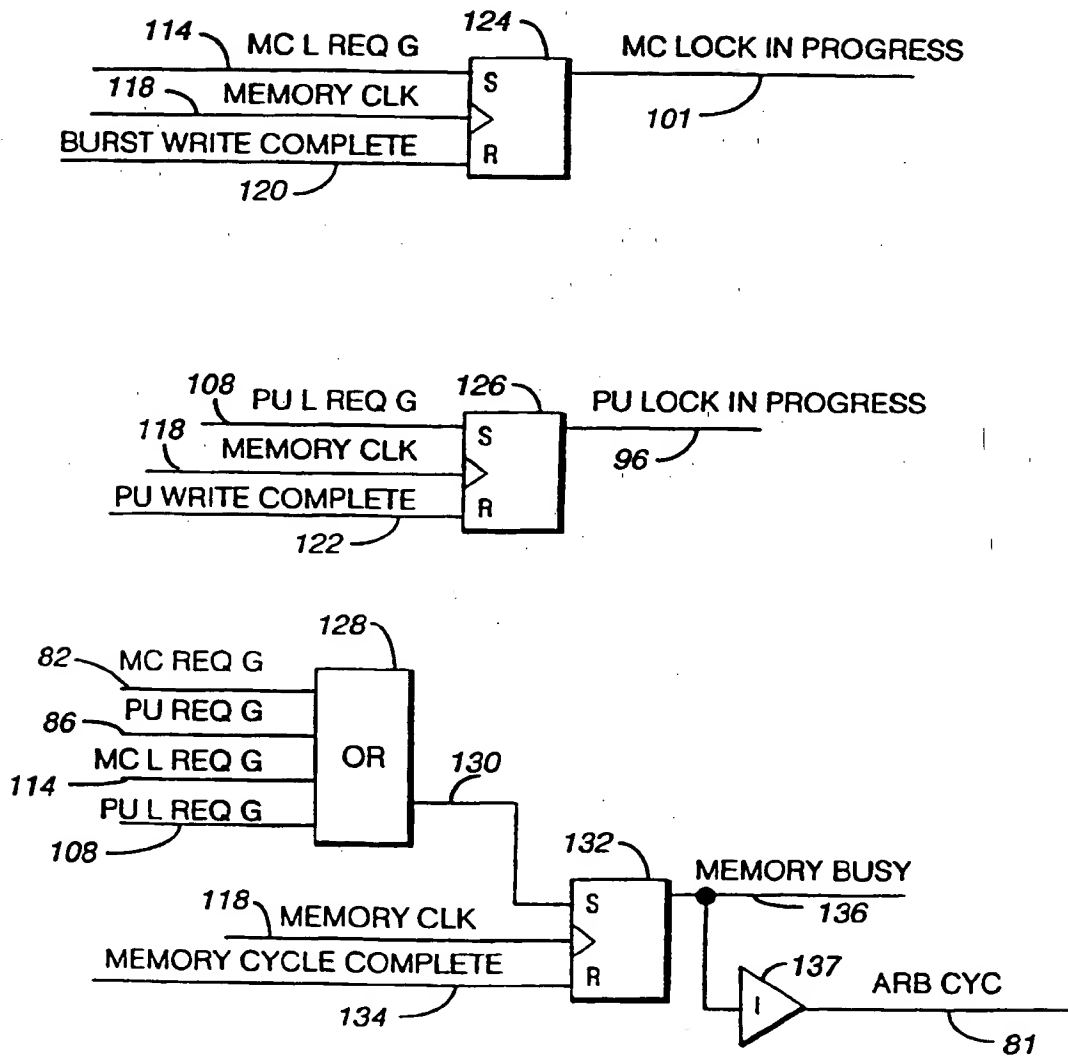 114 MC L REQ G 124 MC LOCK IN PROGRESS
S
118 MEMORY CLK
101
BURST WRITE COMPLETE R
120
108 PU L REQ G 126 PU LOCK IN PROGRESS
S
118 MEMORY CLK
96
PU WRITE COMPLETE R
122
128
82 MC REQ G
PU REQ G
86
OR
MC L REQ G 130
114
PU L REQ G
108
132
MEMORY BUSY
118 S 136
MEMORY CLK
MEMORY CYCLE COMPLETE R
137 ARB CYC
134
I
81